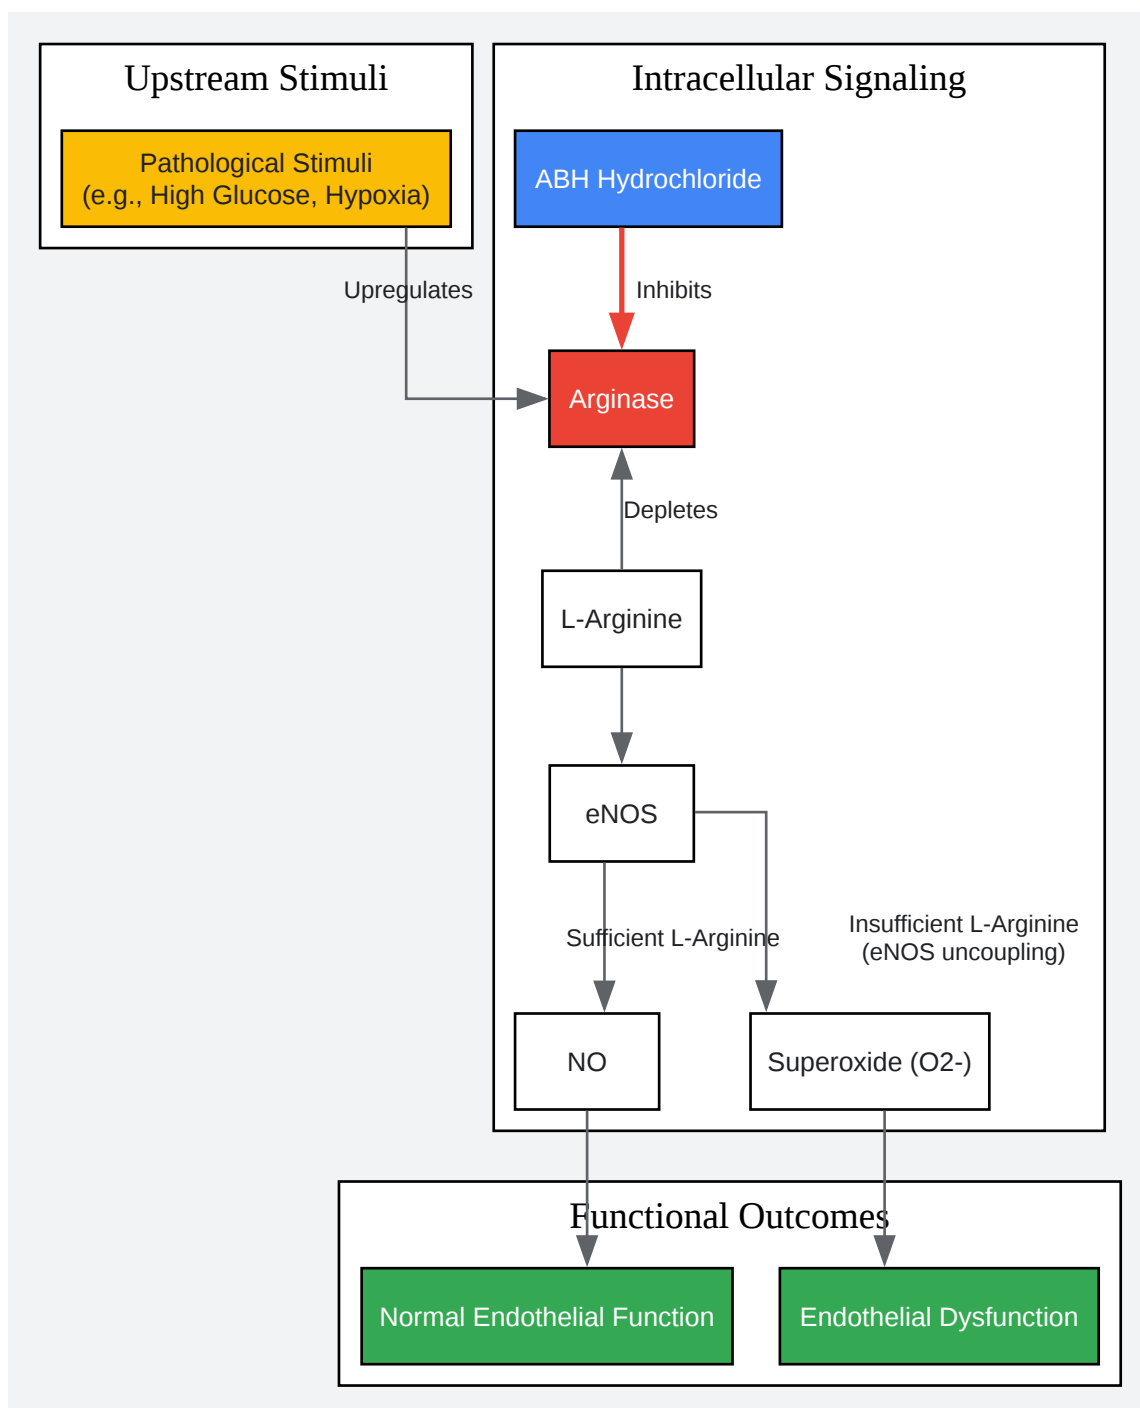 Upstream Stimuli
Intracellular Signaling
Pathological Stimuli
(e.g., High Glucose, Hypoxia)
ABH Hydrochloride
Upregulates
Inhibits
Arginase
Depletes
L-Arginine
eNOS
Sufficient L-Arginine
Insufficient L-Arginine
(eNOS uncoupling)
NO
Superoxide (O2-)
Functional Outcomes
Normal Endothelial Function
Endothelial Dysfunction